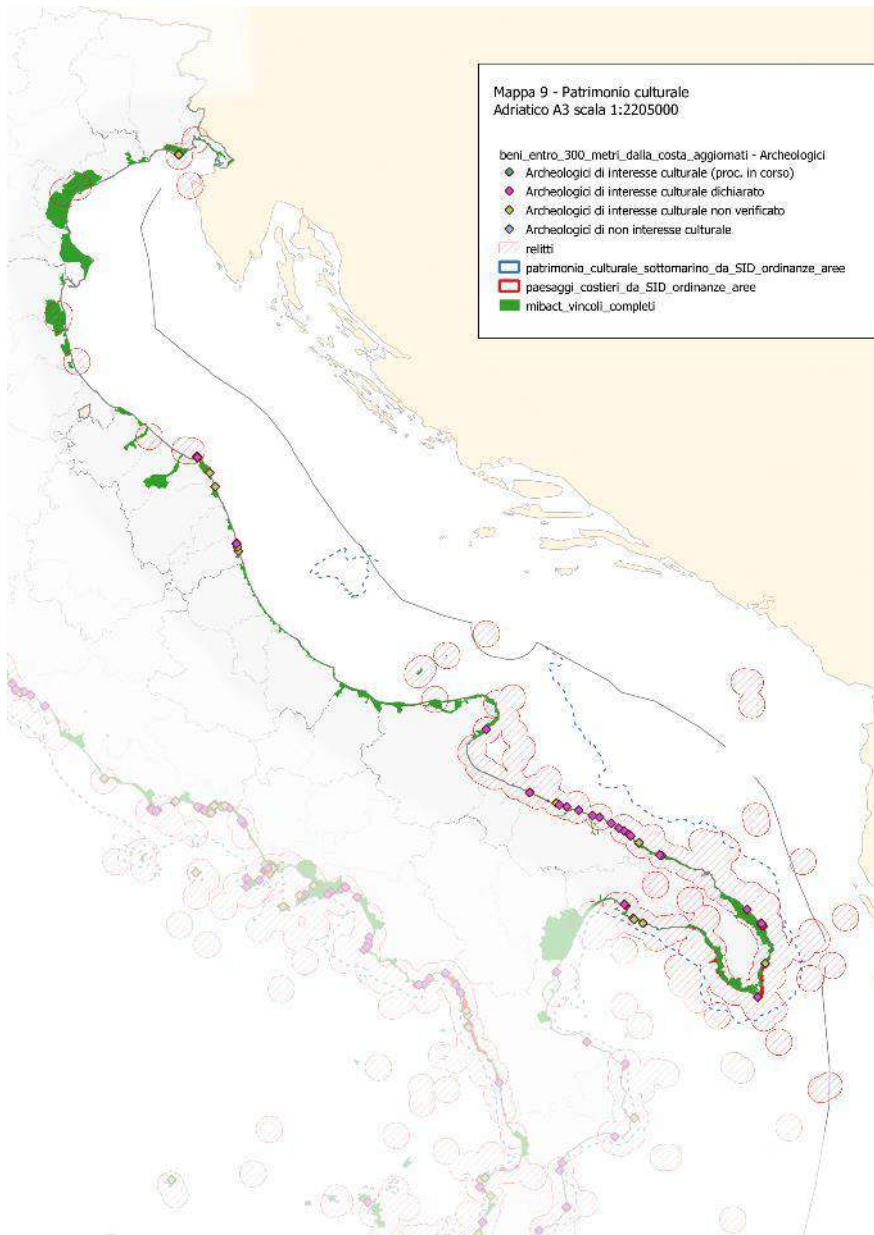 Mappa 9 - Patrimonio culturale
Adriatico A3 scala 1:2205000
beni_entro_300_metri_dalla_costa_aggiornati - Archeologici
Archeologici di interesse culturale (proc. in corso)
Archeologici di interesse culturale dichiarato
Archeologici di interesse culturale non verificato
Archeologici di non interesse culturale
relitti
patrimonio_culturale_sottomarino_da_SID_ordinanze_aree
paesaggi_costieri_da_SID_ordinanze_aree
mibact_vincoli_completi